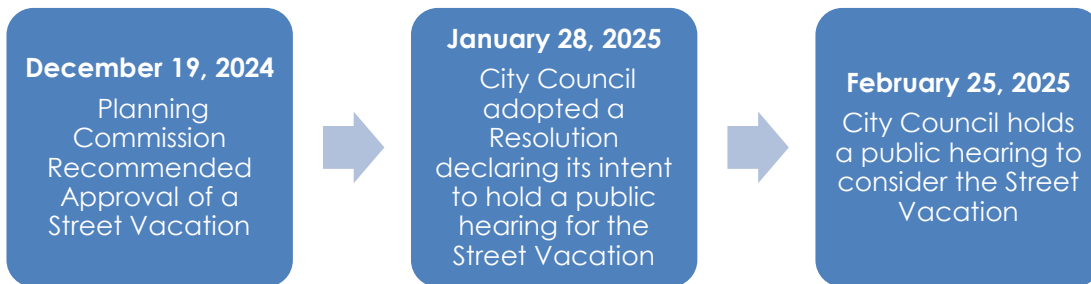 December 19, 2024
Planning
Commission
Recommended
Approval of a
Street Vacation
January 28, 2025
City Council
adopted a
Resolution
declaring its intent
to hold a public
hearing for the
Street Vacation
February 25, 2025
City Council holds
a public hearing to
consider the Street
Vacation